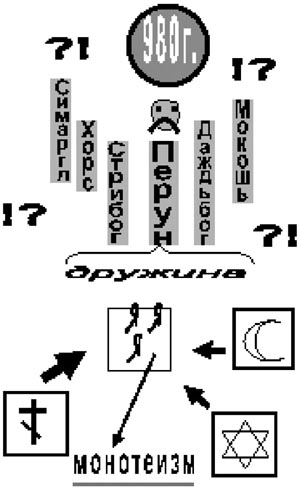 980г.
?!
!?
Симаргл
Хорс
Стрибог
Перун
Даждьбог
Мокошь
!?
?!
дружина
Я Я
Я
монотеизм